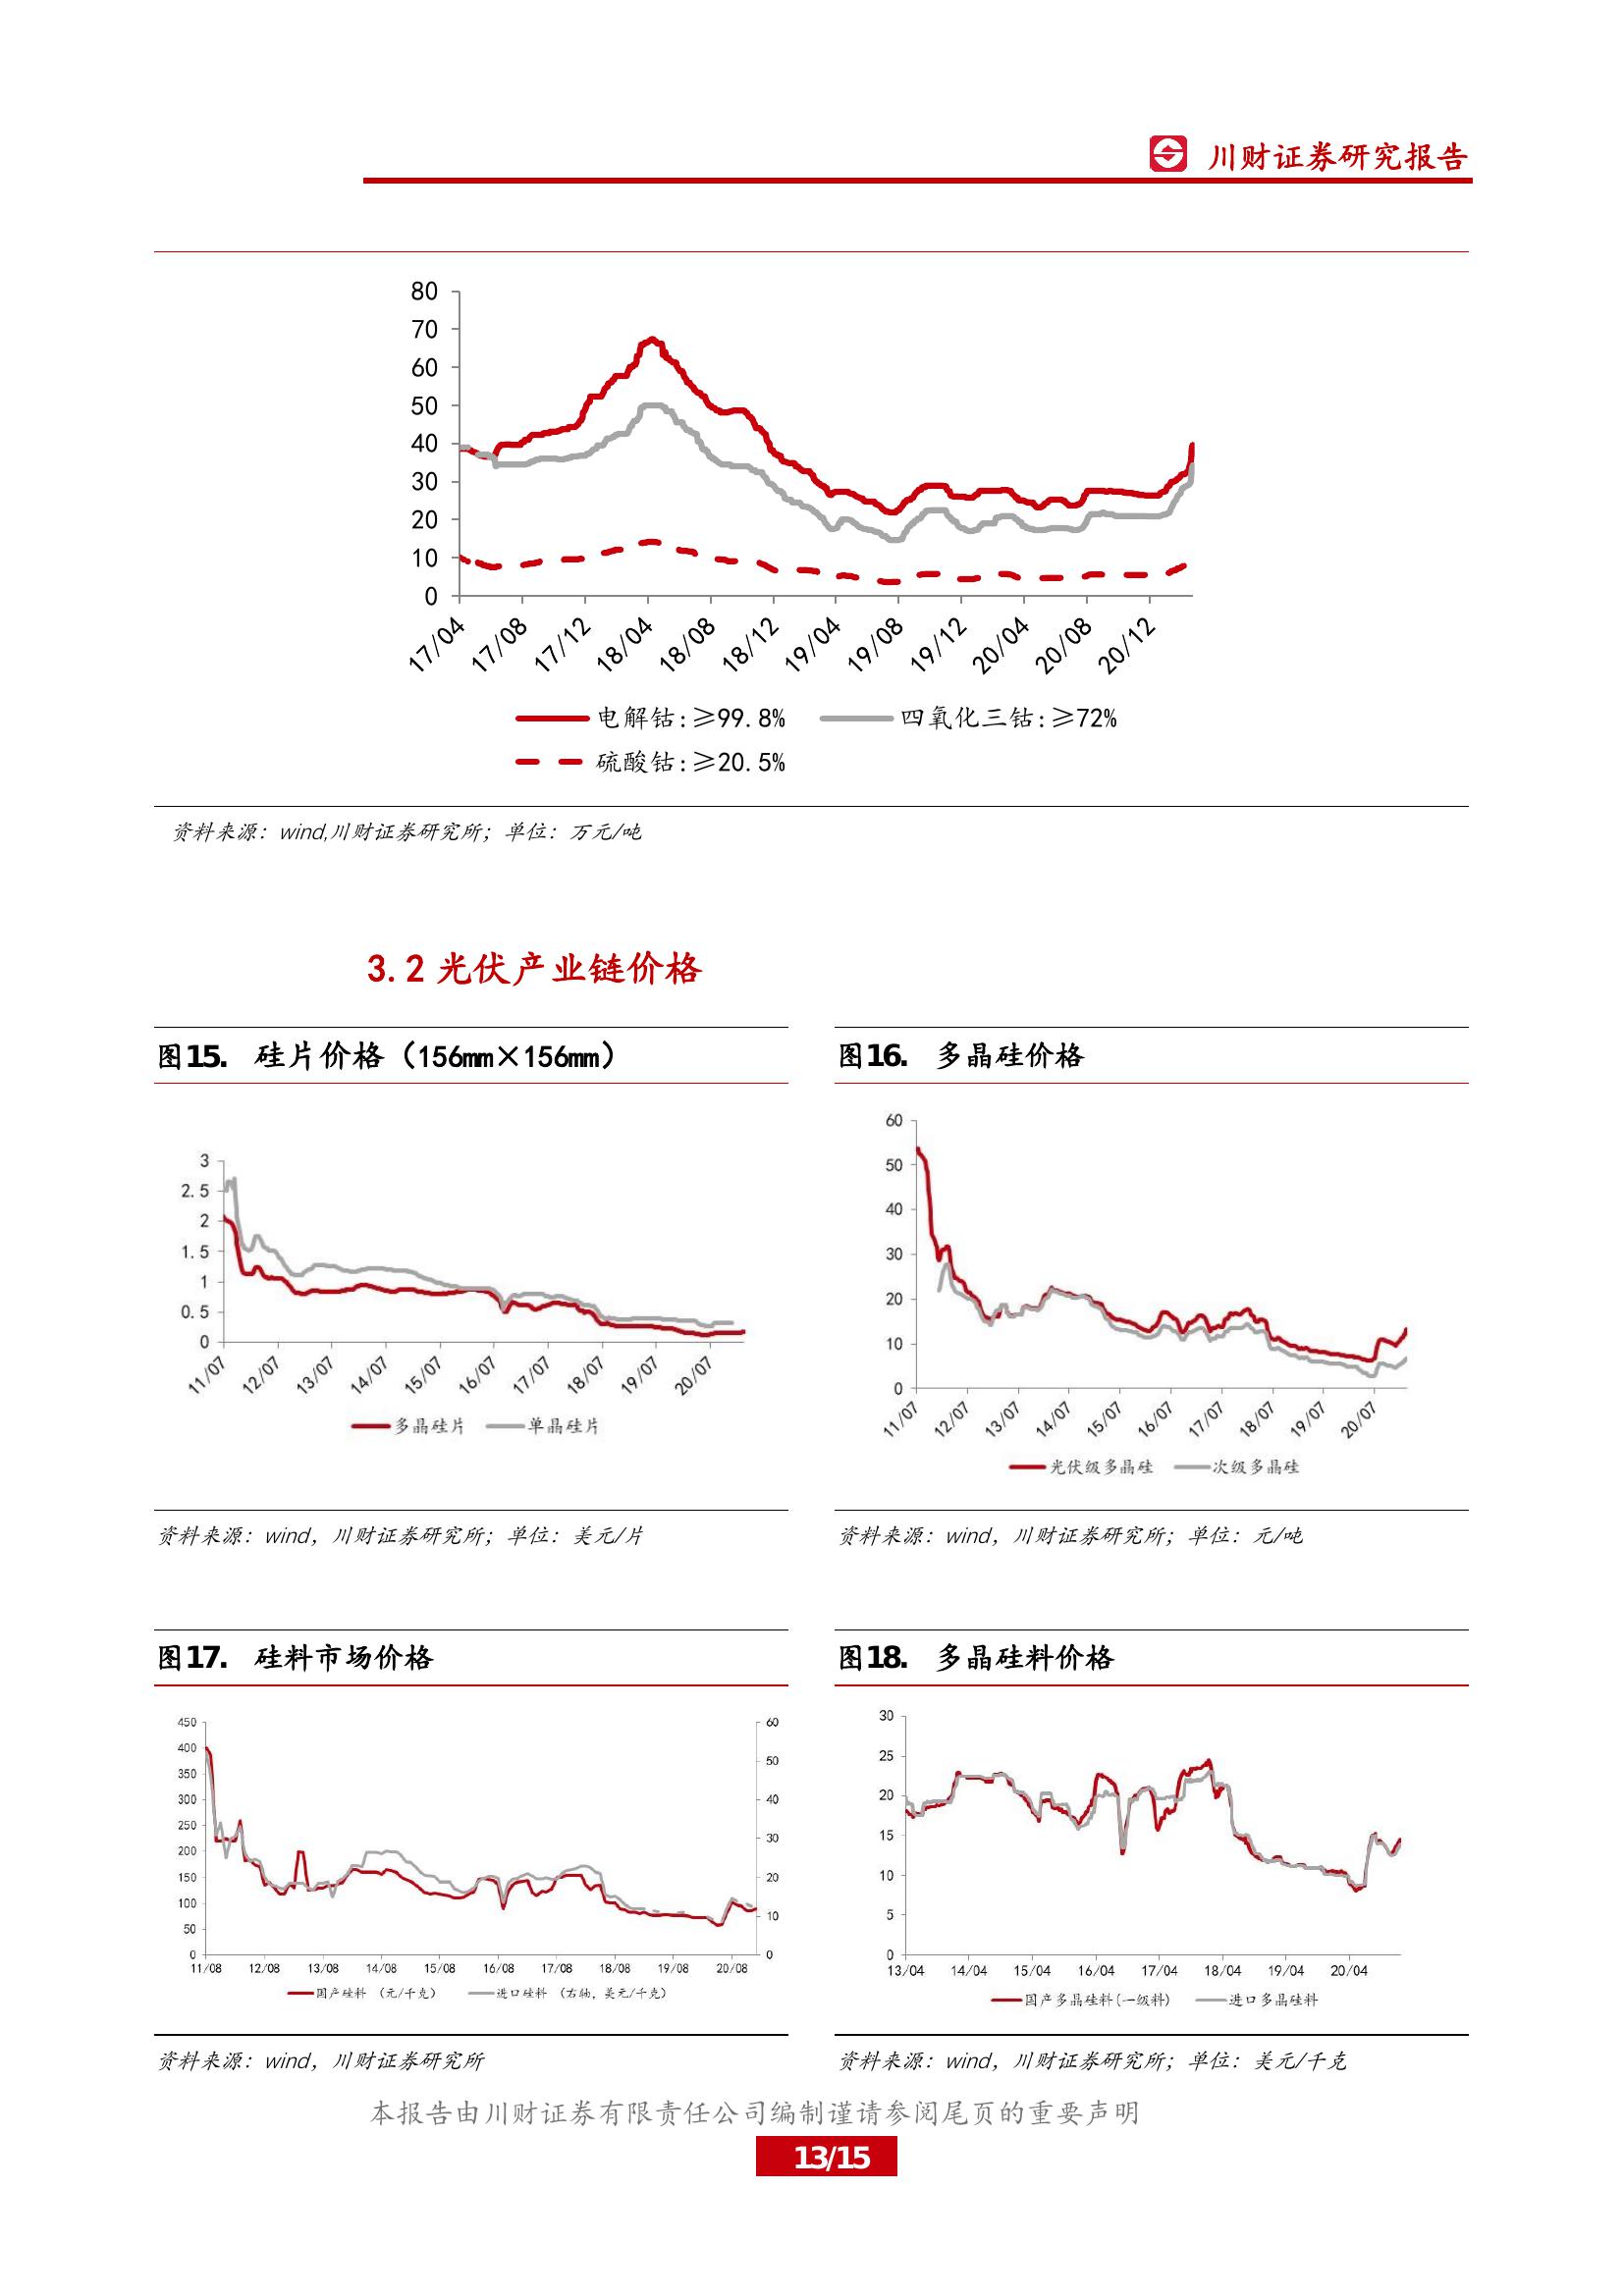 川财证券研究报告
80
70
60
50
40
30
20
10
0
17/04 17/08 17/12 18/04 18/08 18/12 19/04 19/08 19/12 20/04 20/08 20/12
电解钴:≥99.8% 四氧化三钴:≥72%
硫酸钴:≥20.5%
资料来源：wind,川财证券研究所；单位：万元/吨
3.2 光伏产业链价格
图15. 硅片价格（156mm×156mm）
3
2.5
2
1.5
1
0.5
0
11/07 12/07 13/07 14/07 15/07 16/07 17/07 18/07 19/07 20/07
多晶硅片 单晶硅片
资料来源：wind，川财证券研究所；单位：美元/片
图16. 多晶硅价格
60
50
40
30
20
10
0
11/07 12/07 13/07 14/07 15/07 16/07 17/07 18/07 19/07 20/07
光伏级多晶硅 次级多晶硅
资料来源：wind，川财证券研究所；单位：元/吨
图17. 硅料市场价格
450 60
400
350 50
300 40
250
200 30
150 20
100 10
50
0 0
11/08 12/08 13/08 14/08 15/08 16/08 17/08 18/08 19/08 20/08
国产硅料 （元/千克） 进口硅料 （右轴，美元/千克）
资料来源：wind，川财证券研究所
图18. 多晶硅料价格
30
25
20
15
10
5
0
13/04 14/04 15/04 16/04 17/04 18/04 19/04 20/04
国产多晶硅料(一级料) 进口多晶硅料
资料来源：wind，川财证券研究所；单位：美元/千克
本报告由川财证券有限责任公司编制谨请参阅尾页的重要声明
13/15